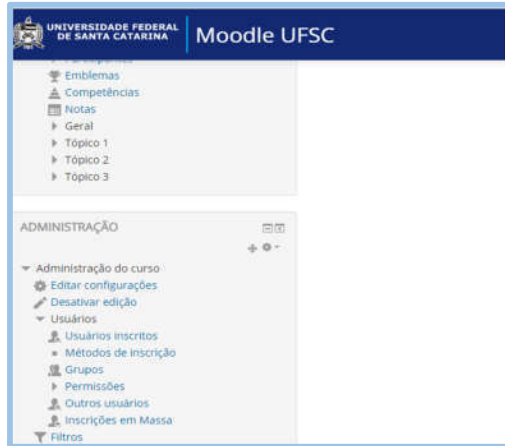 UNIVERSIDADE FEDERAL
DE SANTA CATARINA
Moodle UFSC
Participantes
Emblemas
Competências
Notas
Geral
Tópico 1
Tópico 2
Tópico 3
ADMINISTRAÇÃO
Administração do curso
Editar configurações
Desativar edição
Usuários
Usuários inscritos
Métodos de inscrição
Grupos
Permissões
Outros usuários
Inscrições em Massa
Filtros